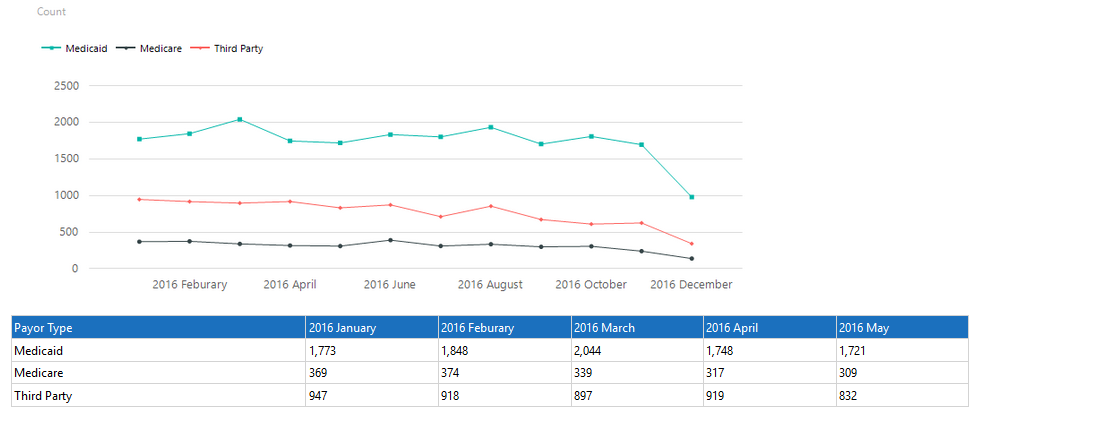 Count
Medicaid Medicare Third Party
2500
2000
1500
1000
500
0
2016 Feburary 2016 April 2016 June 2016 August 2016 October 2016 December
Payor Type 2016 January 2016 Feburary 2016 March 2016 April 2016 May
Medicaid 1,773 1,848 2,044 1,748 1,721
Medicare 369 374 339 317 309
Third Party 947 918 897 919 832